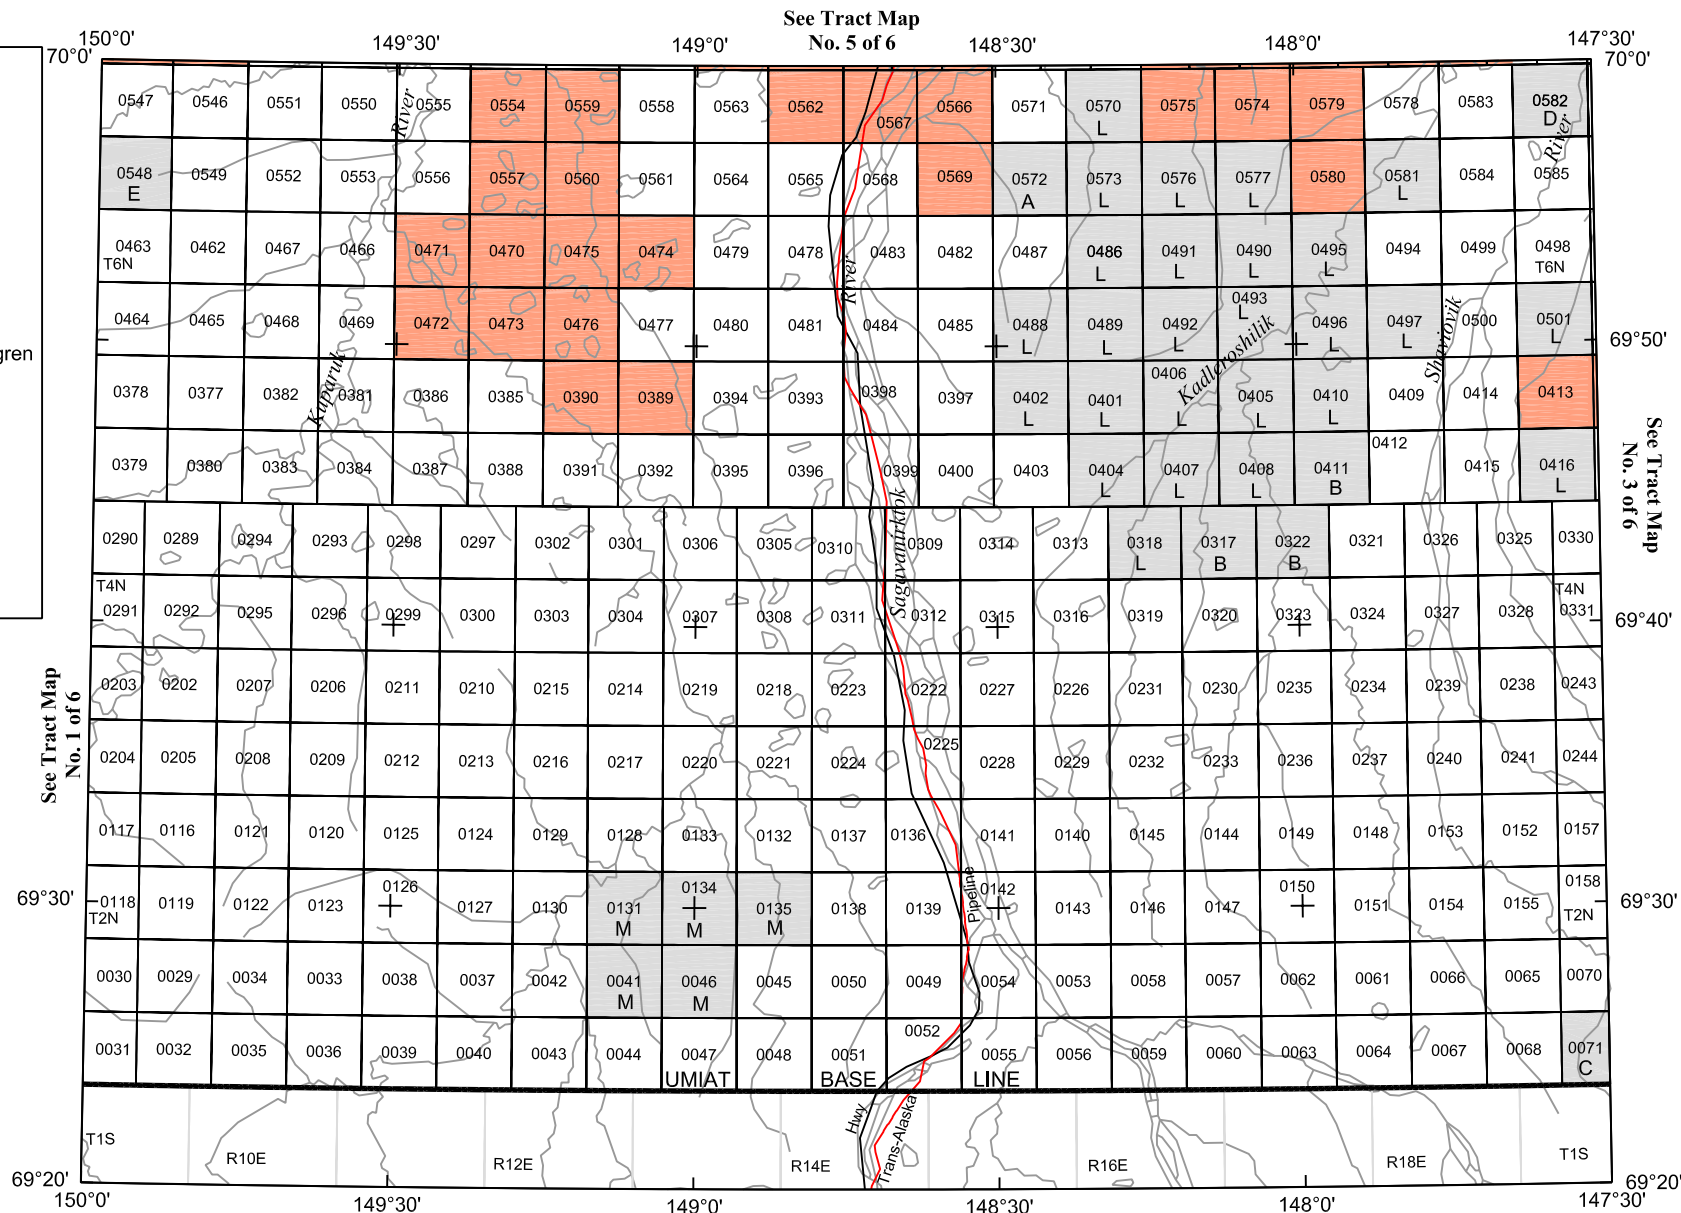 See Tract Map
No. 5 of 6
150°0' 149°30' 149°0' 148°30' 148°0' 147°30'
70°0' 70°0'
0547 0546 0551 0550 0555 0554 0559 0558 0563 0562 0567 0566 0571 0570 0575 0574 0579 0578 0583 0582
L D
River
River
0548 0549 0552 0553 0556 0557 0560 0561 0564 0565 0568 0569 0572 0573 0576 0577 0580 0581 0584 0585
E A L L L L
0463 0462 0467 0466 0471 0470 0475 0474 0479 0478 0483 0482 0487 0486 0491 0490 0495 0494 0499 0498
T6N L L L L T6N
River
0464 0465 0468 0469 0472 0473 0476 0477 0480 0481 0484 0485 0488 0489 0492 0493 0496 0497 0500 0501
L L L L L L L
gren
69°50'
Kuparuk
Kadleroshilik
Shaviovik
0378 0377 0382 0381 0386 0385 0390 0389 0394 0393 0398 0397 0402 0401 0406 0405 0410 0409 0414 0413
L L L L L
0379 0380 0383 0384 0387 0388 0391 0392 0395 0396 0399 0400 0403 0404 0407 0408 0411 0412 0415 0416
L L L B L
See Tract Map
No. 3 of 6
0290 0289 0294 0293 0298 0297 0302 0301 0306 0305 0310 0309 0314 0313 0318 0317 0322 0321 0326 0325 0330
L B B
Sagavanirktok
T4N T4N
0291 0292 0295 0296 0299 0300 0303 0304 0307 0308 0311 0312 0315 0316 0319 0320 0323 0324 0327 0328 0331
69°40'
See Tract Map
No. 1 of 6
0203 0202 0207 0206 0211 0210 0215 0214 0219 0218 0223 0222 0227 0226 0231 0230 0235 0234 0239 0238 0243
0204 0205 0208 0209 0212 0213 0216 0217 0220 0221 0224 0225 0228 0229 0232 0233 0236 0237 0240 0241 0244
0117 0116 0121 0120 0125 0124 0129 0128 0133 0132 0137 0136 0141 0140 0145 0144 0149 0148 0153 0152 0157
69°30' 0118 0119 0122 0123 0126 0127 0130 0131 0134 0135 0138 0139 0142 0143 0146 0147 0150 0151 0154 0155 0158 69°30'
T2N M M M T2N
Pipeline
0030 0029 0034 0033 0038 0037 0042 0041 0046 0045 0050 0049 0054 0053 0058 0057 0062 0061 0066 0065 0070
M M
0031 0032 0035 0036 0039 0040 0043 0044 0047 0048 0051 0052 0055 0056 0059 0060 0063 0064 0067 0068 0071
C
UMIAT BASE LINE
Hwy
Trans-Alaska
T1S R10E R12E R14E R16E R18E T1S
69°20' 69°20'
150°0' 149°30' 149°0' 148°30' 148°0' 147°30'